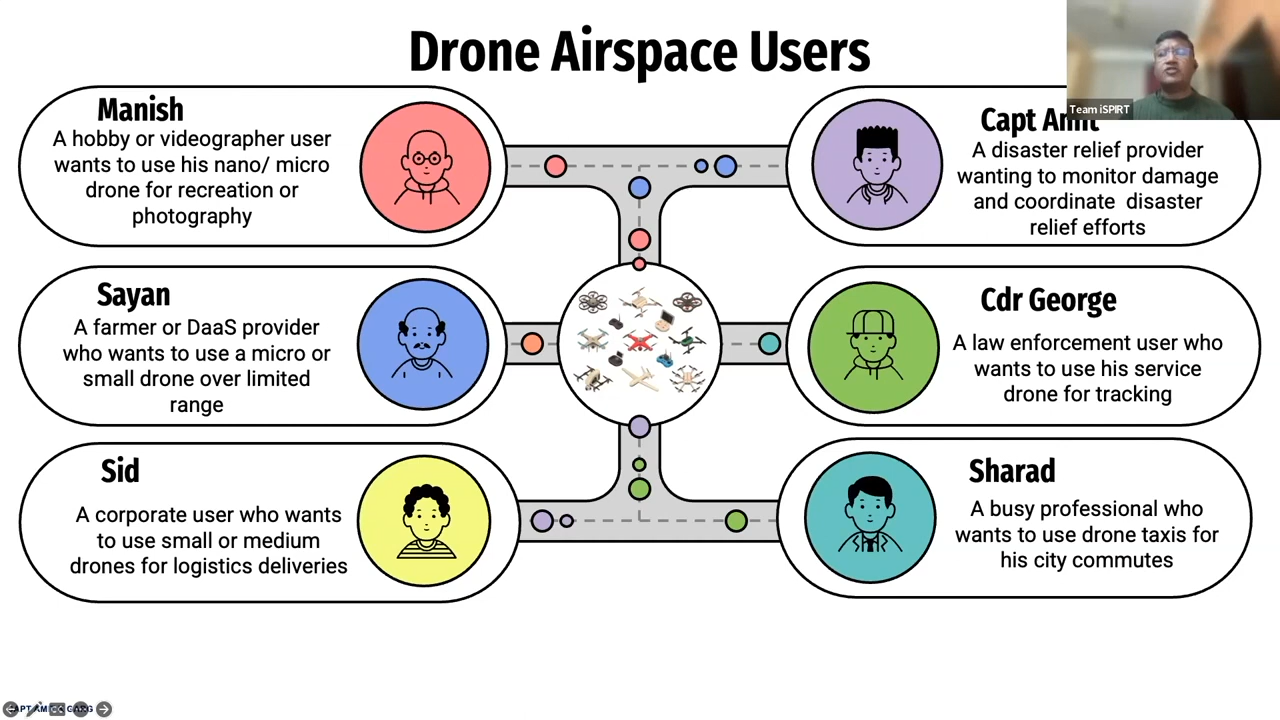 Drone Airspace Users
Team iSPIRT
Manish
A hobby or videographer user
wants to use his nano/ micro
drone for recreation or
photography
Capt Amit
A disaster relief provider
wanting to monitor damage
and coordinate disaster
relief efforts
Sayan
A farmer or DaaS provider
who wants to use a micro or
small drone over limited
range
Cdr George
A law enforcement user who
wants to use his service
drone for tracking
Sid
A corporate user who wants
to use small or medium
drones for logistics deliveries
Sharad
A busy professional who
wants to use drone taxis for
his city commutes